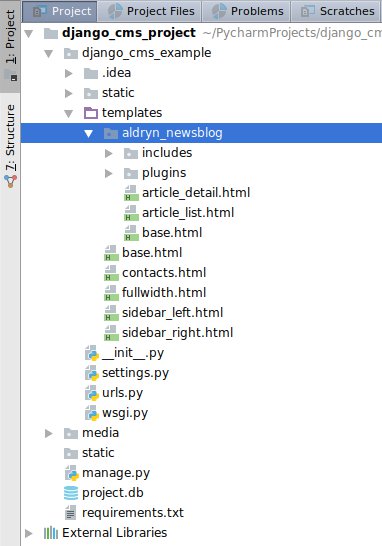 Project Project Files Problems Scratches
django_cms_project ~/PycharmProjects/django_cm
django_cms_example
.idea
static
templates
aldryn_newsblog
includes
plugins
article_detail.html
article_list.html
base.html
base.html
contacts.html
fullwidth.html
sidebar_left.html
sidebar_right.html
__init__.py
settings.py
urls.py
wsgi.py
media
static
manage.py
project.db
requirements.txt
External Libraries
1: Project
7: Structure